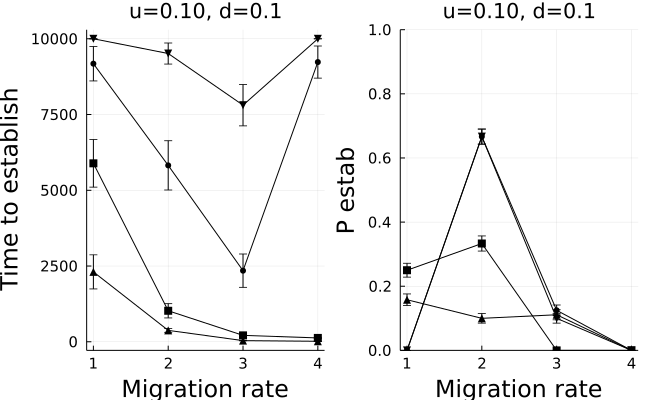 u=0.10, d=0.1
Time to establish
10000
7500
5000
2500
0
1 2 3 4
Migration rate
u=0.10, d=0.1
P estab
1.0
0.8
0.6
0.4
0.2
0.0
1 2 3 4
Migration rate